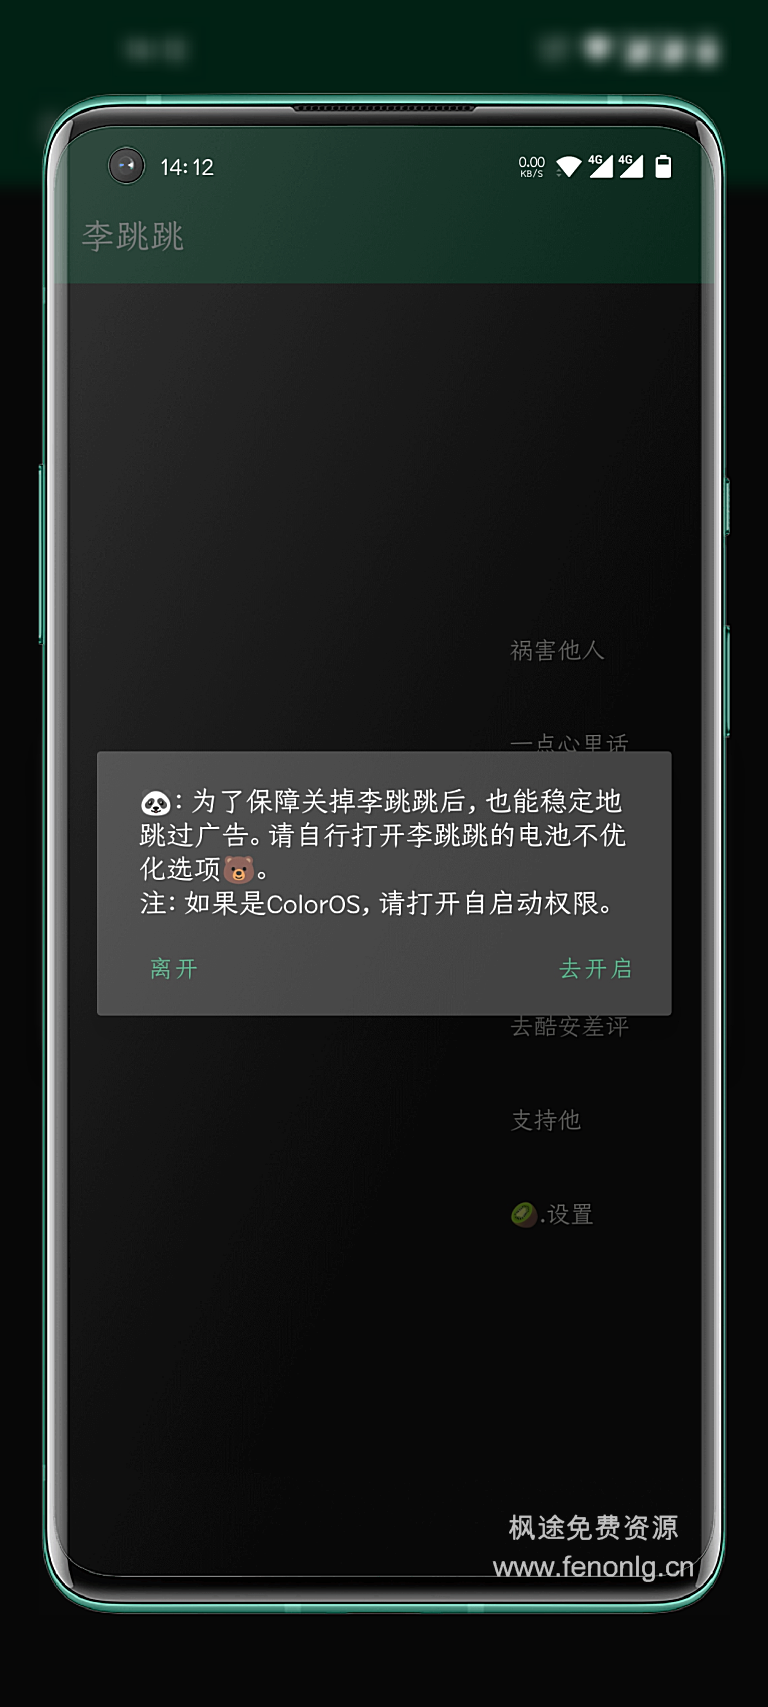 14:12
0.00
KB/S
4G 4G
李跳跳
祸害他人
一点心里话
🐼: 为了保障关掉李跳跳后, 也能稳定地
跳过广告。请自行打开李跳跳的电池不优
化选项🐻。
注: 如果是ColorOS, 请打开自启动权限。
离开 去开启
去酷安差评
支持他
🥝.设置
枫途免费资源
www.fenonlg.cn